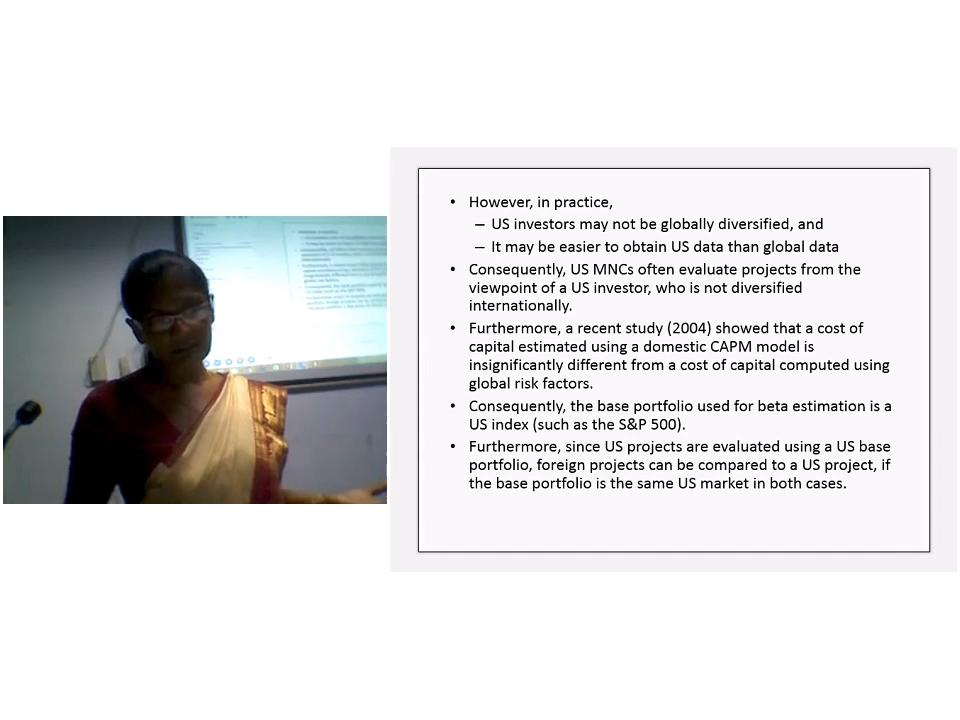 • However, in practice,
– US investors may not be globally diversified, and
– It may be easier to obtain US data than global data
• Consequently, US MNCs often evaluate projects from the
viewpoint of a US investor, who is not diversified
internationally.
• Furthermore, a recent study (2004) showed that a cost of
capital estimated using a domestic CAPM model is
insignificantly different from a cost of capital computed using
global risk factors.
• Consequently, the base portfolio used for beta estimation is a
US index (such as the S&P 500).
• Furthermore, since US projects are evaluated using a US base
portfolio, foreign projects can be compared to a US project, if
the base portfolio is the same US market in both cases.